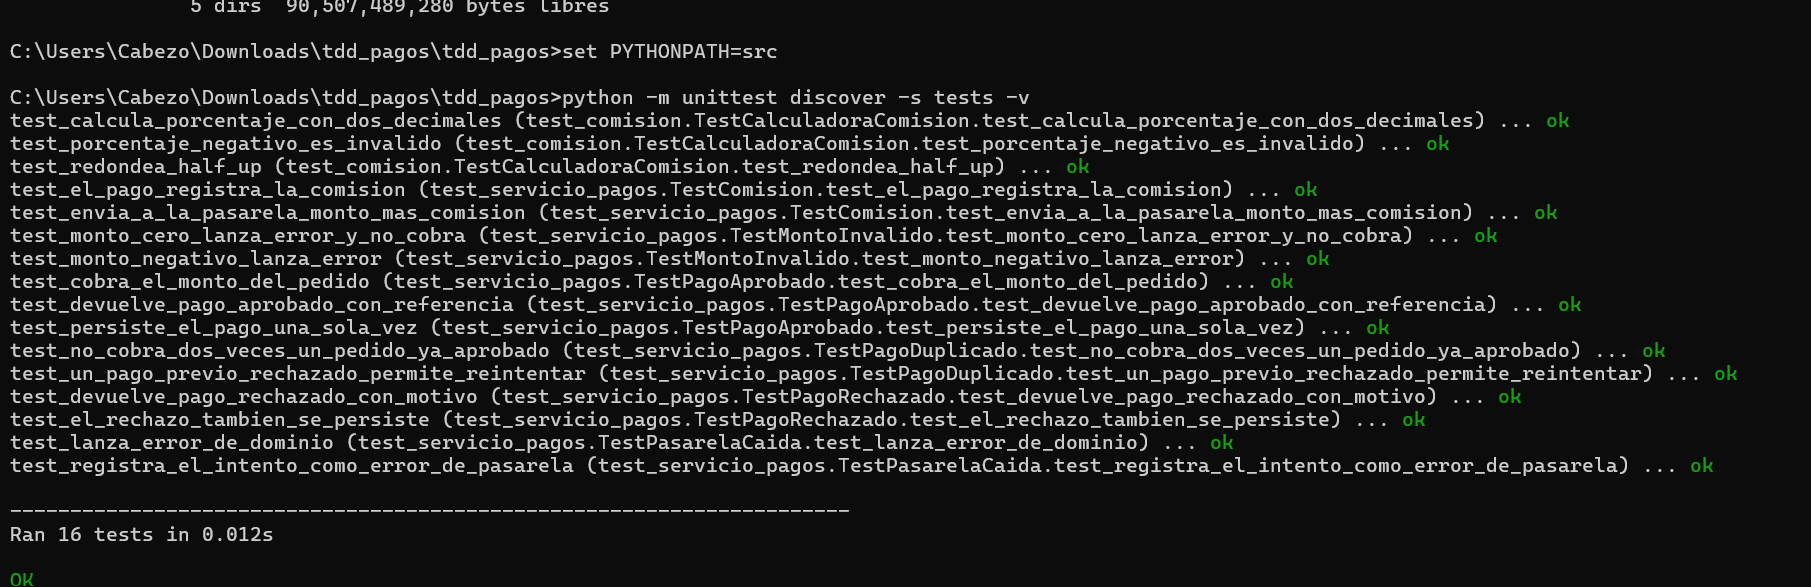 5 dirs  90,507,489,280 bytes libres
C:\Users\Cabezo\Downloads\tdd_pagos\tdd_pagos>set PYTHONPATH=src
C:\Users\Cabezo\Downloads\tdd_pagos\tdd_pagos>python -m unittest discover -s tests -v
test_calcula_porcentaje_con_dos_decimales (test_comision.TestCalculadoraComision.test_calcula_porcentaje_con_dos_decimales) ... ok
test_porcentaje_negativo_es_invalido (test_comision.TestCalculadoraComision.test_porcentaje_negativo_es_invalido) ... ok
test_redondea_half_up (test_comision.TestCalculadoraComision.test_redondea_half_up) ... ok
test_el_pago_registra_la_comision (test_servicio_pagos.TestComision.test_el_pago_registra_la_comision) ... ok
test_envia_a_la_pasarela_monto_mas_comision (test_servicio_pagos.TestComision.test_envia_a_la_pasarela_monto_mas_comision) ... ok
test_monto_cero_lanza_error_y_no_cobra (test_servicio_pagos.TestMontoInvalido.test_monto_cero_lanza_error_y_no_cobra) ... ok
test_monto_negativo_lanza_error (test_servicio_pagos.TestMontoInvalido.test_monto_negativo_lanza_error) ... ok
test_cobra_el_monto_del_pedido (test_servicio_pagos.TestPagoAprobado.test_cobra_el_monto_del_pedido) ... ok
test_devuelve_pago_aprobado_con_referencia (test_servicio_pagos.TestPagoAprobado.test_devuelve_pago_aprobado_con_referencia) ... ok
test_persiste_el_pago_una_sola_vez (test_servicio_pagos.TestPagoAprobado.test_persiste_el_pago_una_sola_vez) ... ok
test_no_cobra_dos_veces_un_pedido_ya_aprobado (test_servicio_pagos.TestPagoDuplicado.test_no_cobra_dos_veces_un_pedido_ya_aprobado) ... ok
test_un_pago_previo_rechazado_permite_reintentar (test_servicio_pagos.TestPagoDuplicado.test_un_pago_previo_rechazado_permite_reintentar) ... ok
test_devuelve_pago_rechazado_con_motivo (test_servicio_pagos.TestPagoRechazado.test_devuelve_pago_rechazado_con_motivo) ... ok
test_el_rechazo_tambien_se_persiste (test_servicio_pagos.TestPagoRechazado.test_el_rechazo_tambien_se_persiste) ... ok
test_lanza_error_de_dominio (test_servicio_pagos.TestPasarelaCaida.test_lanza_error_de_dominio) ... ok
test_registra_el_intento_como_error_de_pasarela (test_servicio_pagos.TestPasarelaCaida.test_registra_el_intento_como_error_de_pasarela) ... ok
----------------------------------------------------------------------
Ran 16 tests in 0.012s
OK